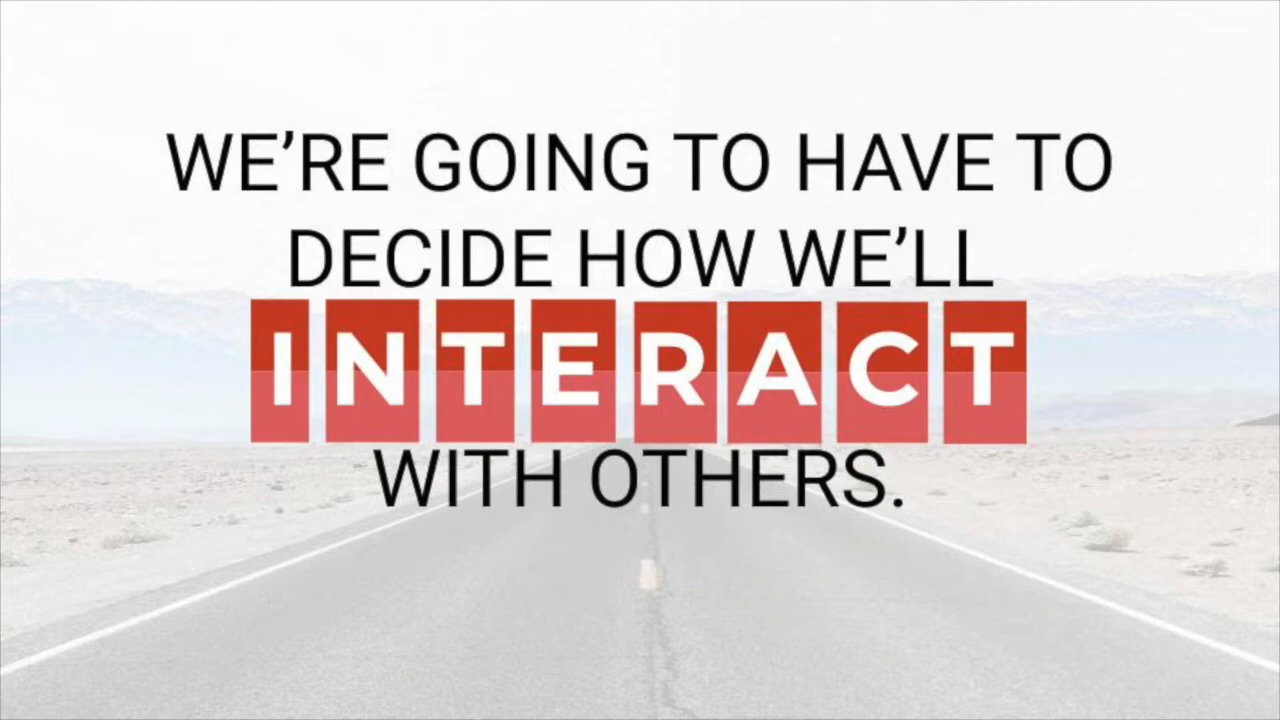 WE’RE GOING TO HAVE TO
DECIDE HOW WE’LL
INTERACT
WITH OTHERS.